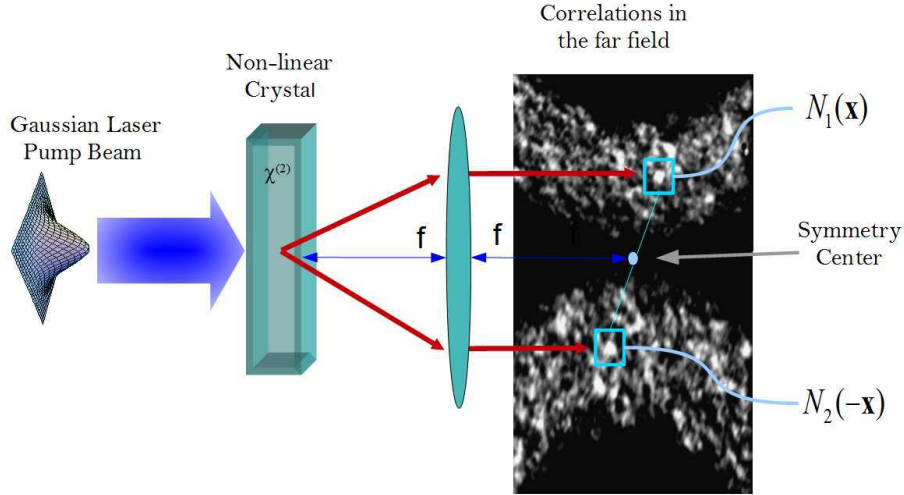 Correlations in
the far field
Non-linear
Crystal
Gaussian Laser
Pump Beam
χ(2)
N1(x)
f
f
f
Symmetry
Center
N2(-x)